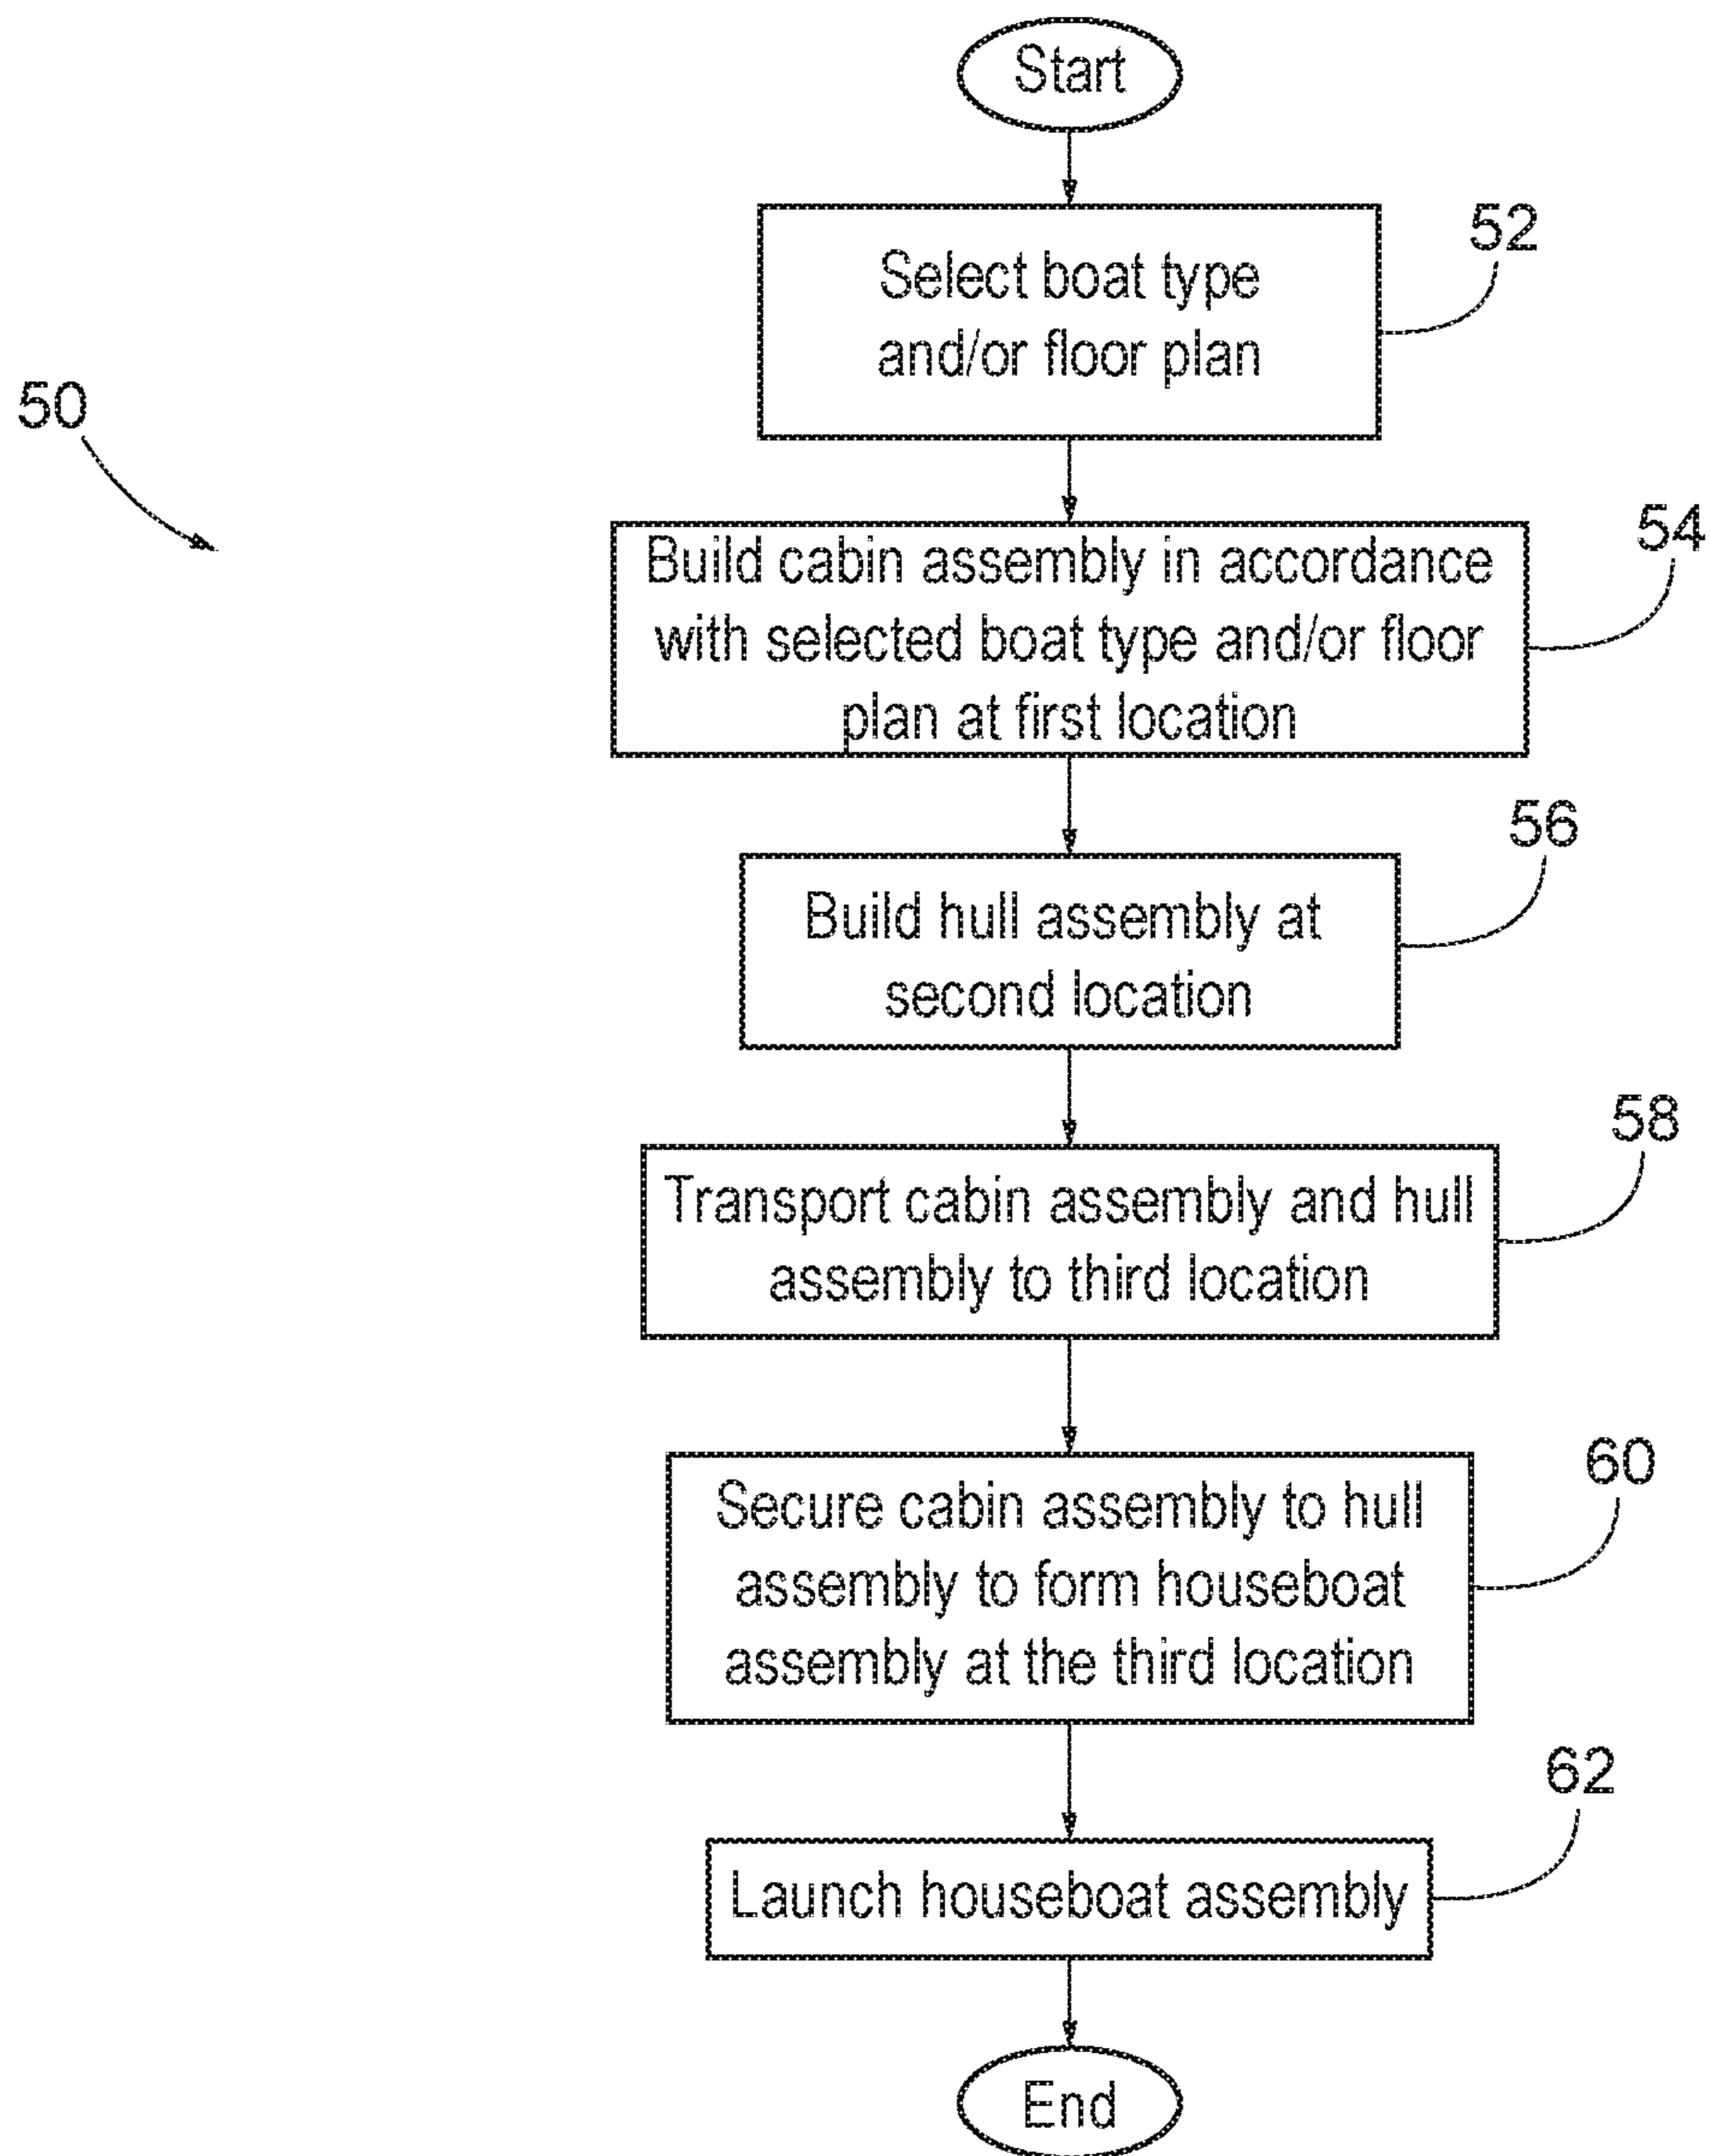 Start
Select boat type
and/or floor plan
52
50
Build cabin assembly in accordance
with selected boat type and/or floor
plan at first location
54
Build hull assembly at
second location
56
Transport cabin assembly and hull
assembly to third location
58
Secure cabin assembly to hull
assembly to form houseboat
assembly at the third location
60
Launch houseboat assembly
62
End